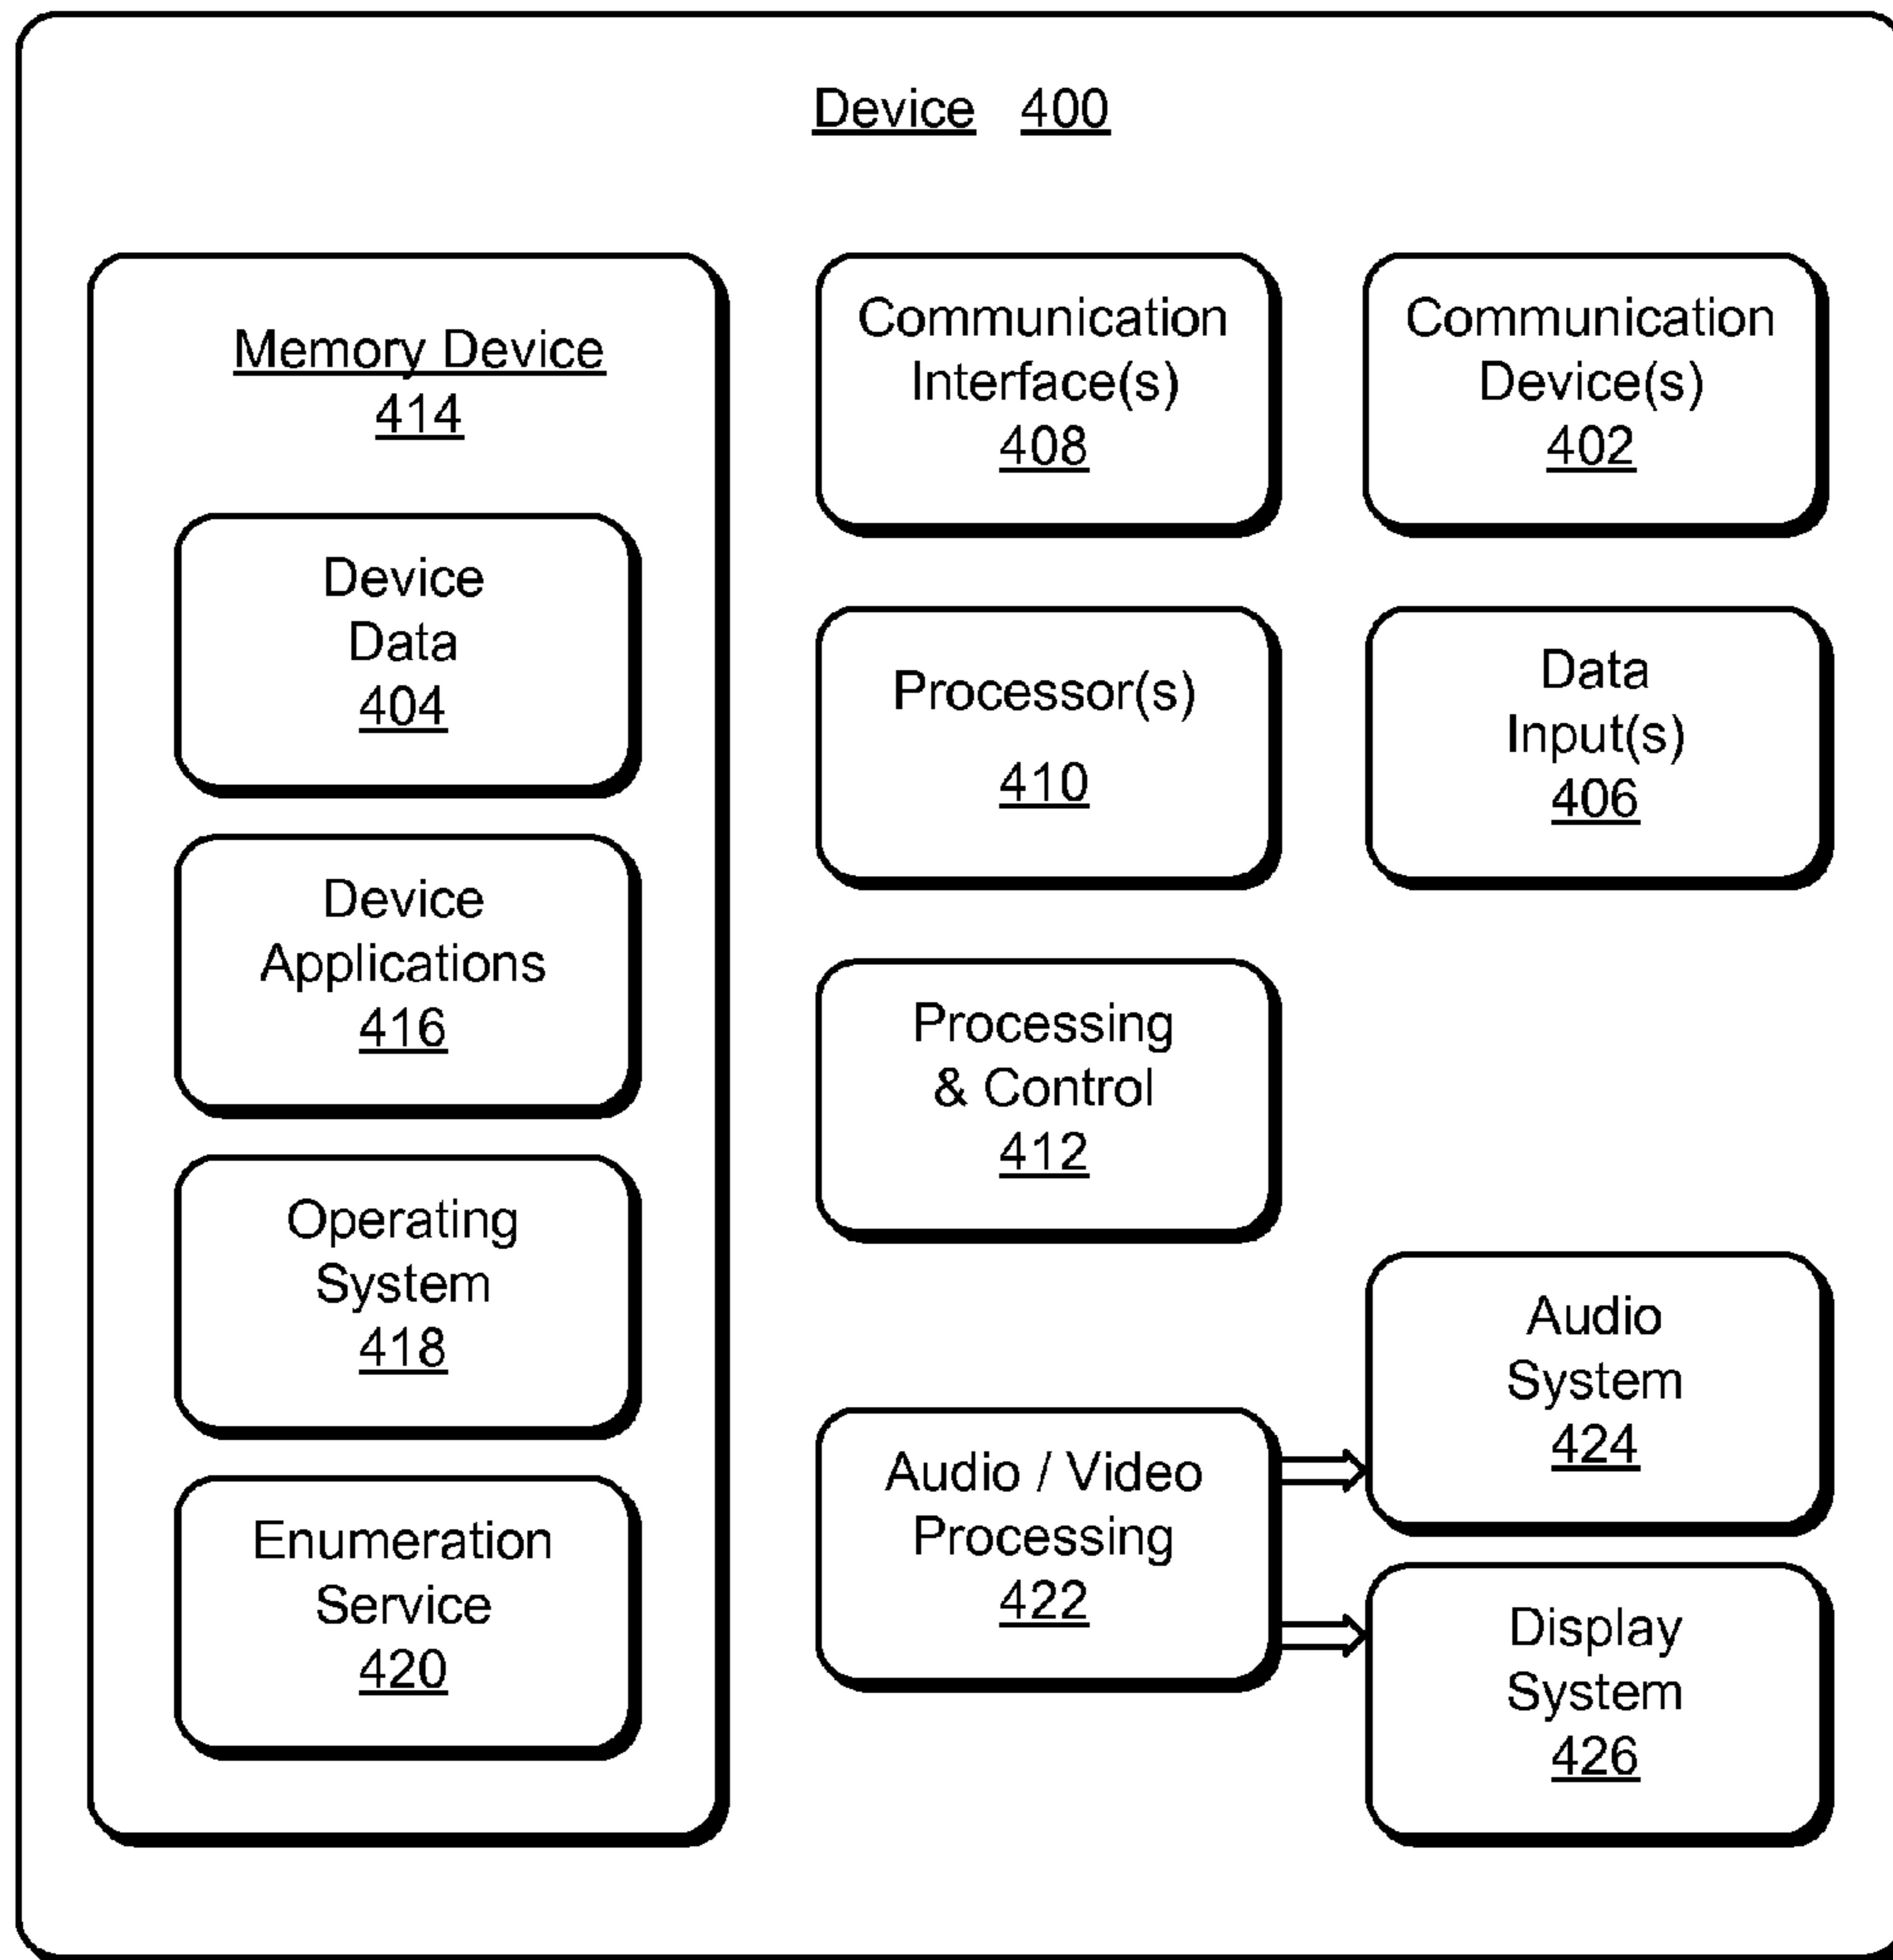 Device 400
Memory Device
414
Device
Data
404
Device
Applications
416
Operating
System
418
Enumeration
Service
420
Communication
Interface(s)
408
Communication
Device(s)
402
Processor(s)
410
Data
Input(s)
406
Processing
& Control
412
Audio / Video
Processing
422
Audio
System
424
Display
System
426